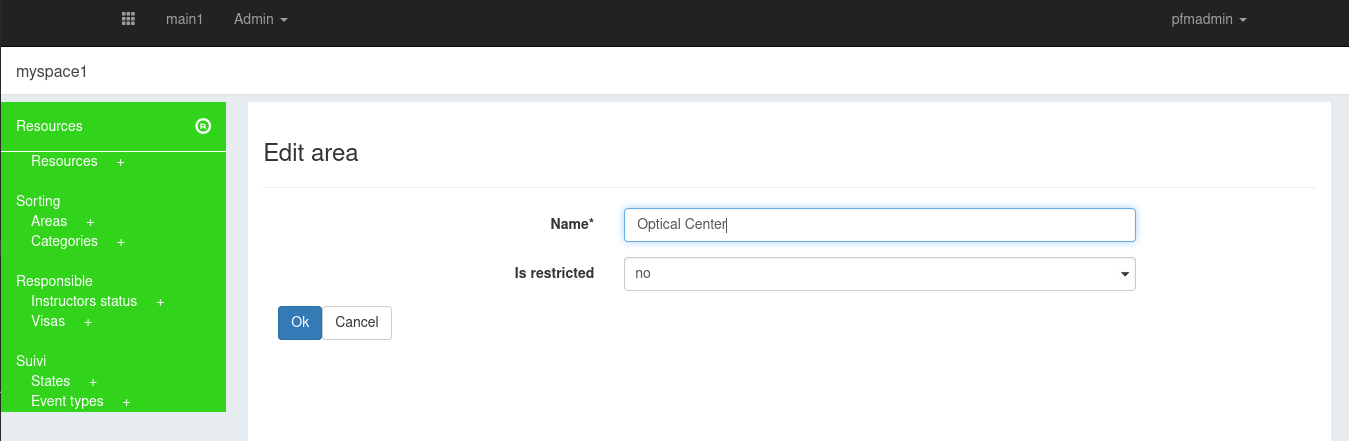 main1 Admin pfmadmin
myspace1
Resources R
Resources +
Sorting
Areas +
Categories +
Responsible
Instructors status +
Visas +
Suivi
States +
Event types +
Edit area
Name* Optical Center
Is restricted no
Ok Cancel